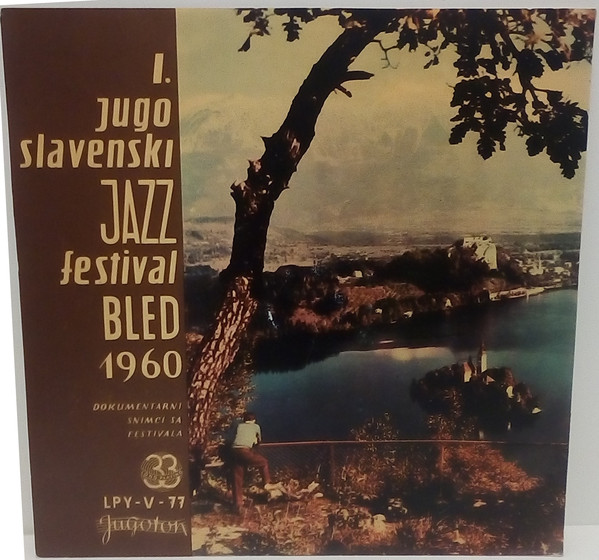 I.
jugo
slavenski
JAZZ
festival
BLED
1960
DOKUMENTARNI
SNIMCI SA
FESTIVALA
33
LPY-V-77
Jugoton